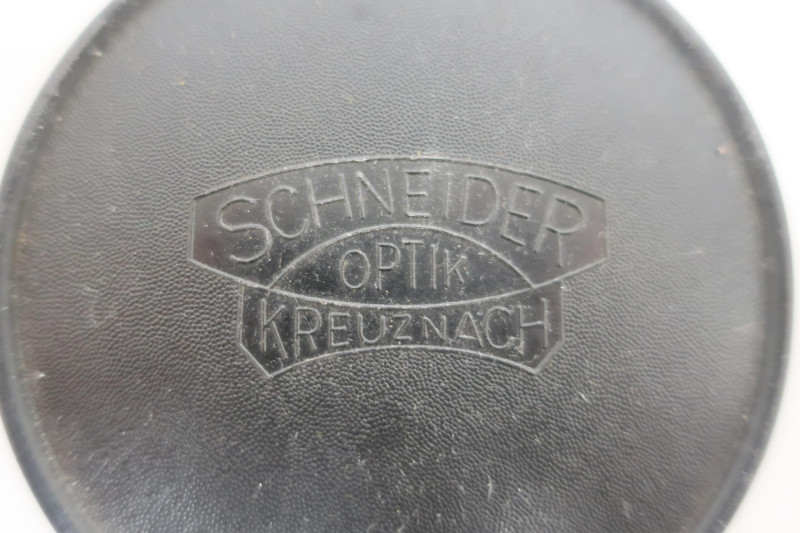 SCHNEIDER
OPTIK
KREUZNACH